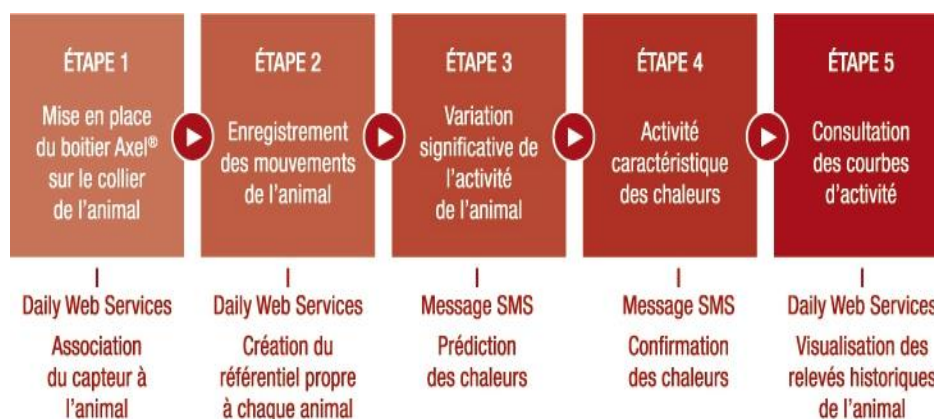 ÉTAPE 1
Mise en place
du boitier Axel®
sur le collier
de l'animal
ÉTAPE 2
Enregistrement
des mouvements
de l'animal
ÉTAPE 3
Variation
significative de
l'activité
de l'animal
ÉTAPE 4
Activité
caractéristique
des chaleurs
ÉTAPE 5
Consultation
des courbes
d'activité
Daily Web Services
Association
du capteur à
l'animal
Daily Web Services
Création du
référentiel propre
à chaque animal
Message SMS
Prédiction
des chaleurs
Message SMS
Confirmation
des chaleurs
Daily Web Services
Visualisation des
relevés historiques
de l'animal